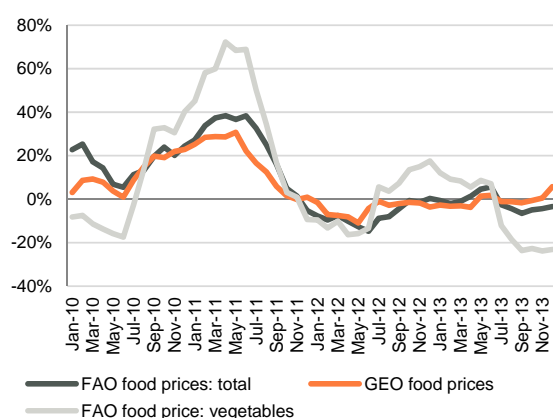 80%
60%
40%
20%
0%
-20%
-40%
Jan-10
Mar-10
May-10
Jul-10
Sep-10
Nov-10
Jan-11
Mar-11
May-11
Jul-11
Sep-11
Nov-11
Jan-12
Mar-12
May-12
Jul-12
Sep-12
Nov-12
Jan-13
Mar-13
May-13
Jul-13
Sep-13
Nov-13
FAO food prices: total
GEO food prices
FAO food price: vegetables